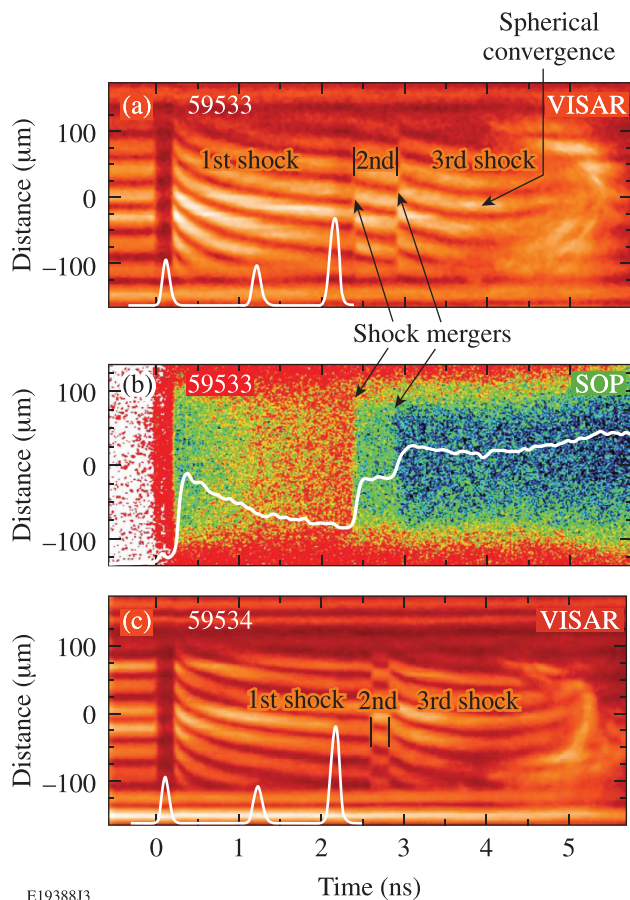 Spherical
convergence
(a) 59533 VISAR
1st shock 2nd 3rd shock
Distance (μm)
100
0
−100
Shock mergers
(b) 59533 SOP
Distance (μm)
100
0
−100
(c) 59534 VISAR
1st shock 2nd 3rd shock
Distance (μm)
100
0
−100
0 1 2 3 4 5
Time (ns)
E19388J3